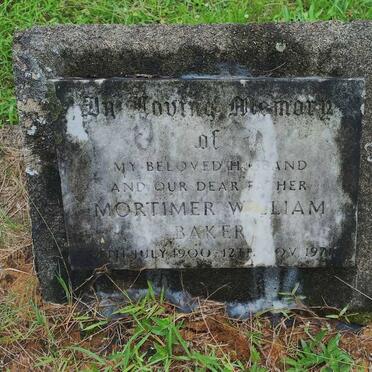 In Loving Memory
of
MY BELOVED HUSBAND
AND OUR DEAR FATHER
MORTIMER WILLIAM
BAKER
JULY 1900 - 12TH NOV.